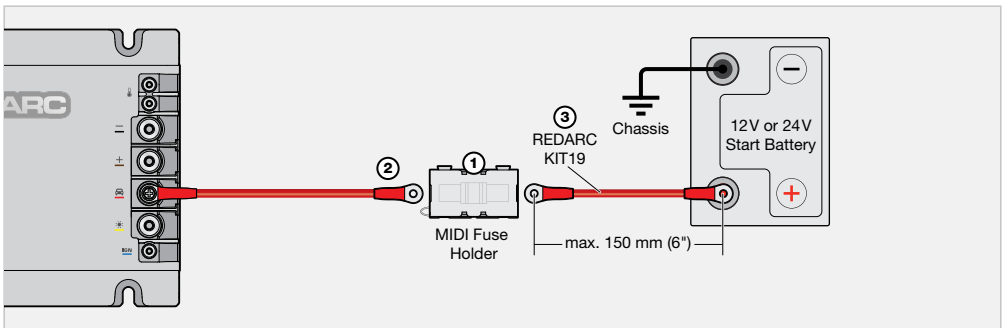 ARC
IGN
2
1
MIDI Fuse
Holder
3
REDARC
KIT19
max. 150 mm (6")
Chassis
12V or 24V
Start Battery